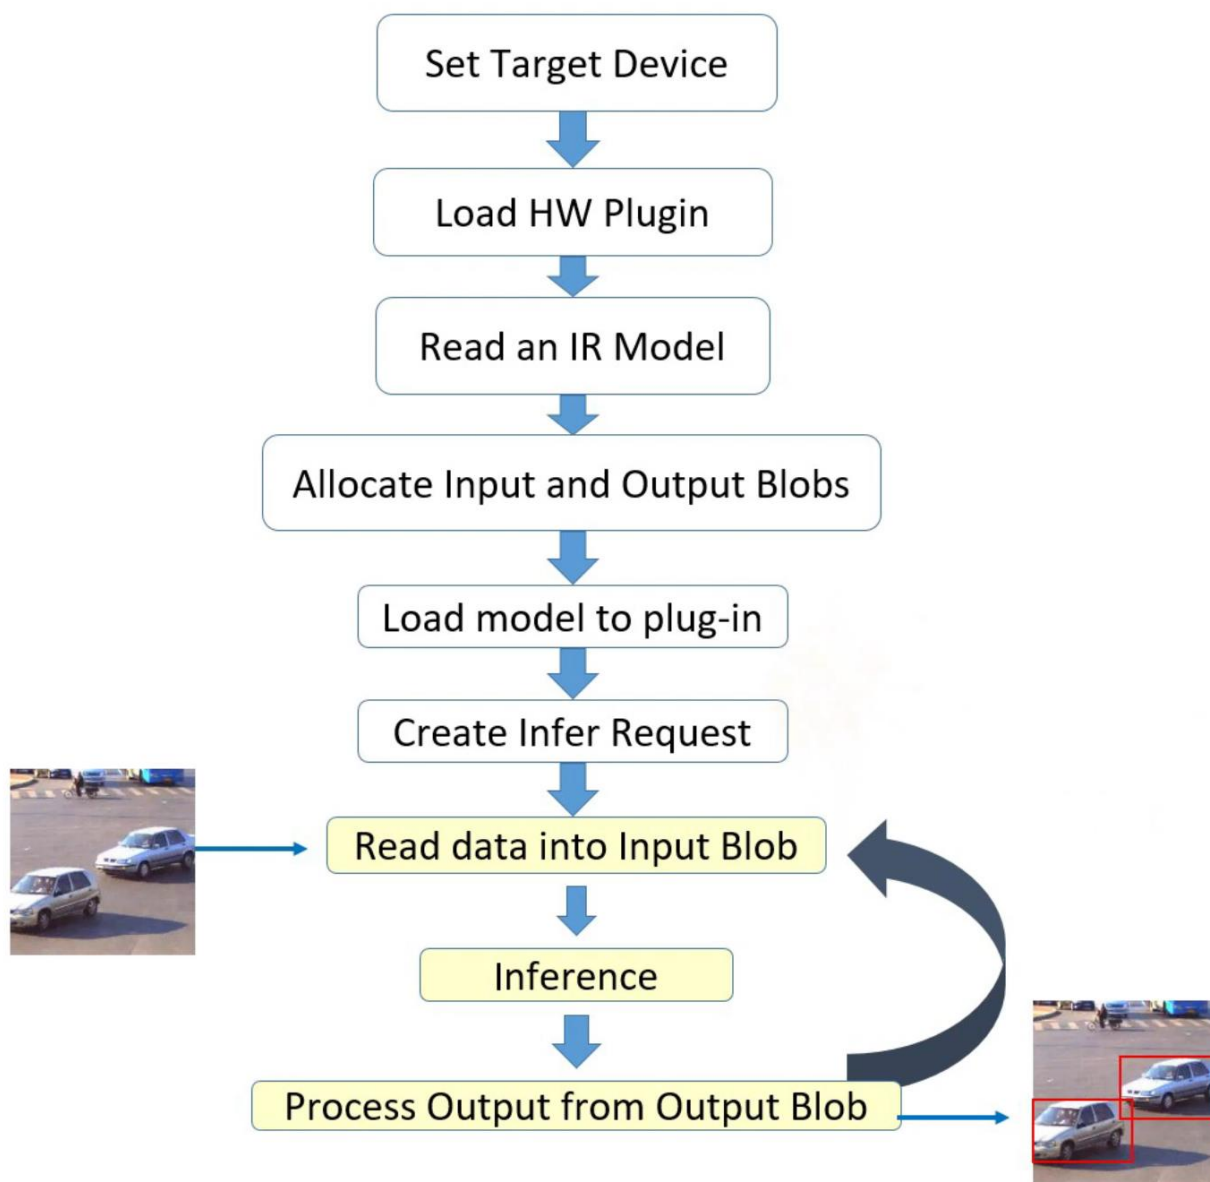 Set Target Device
Load HW Plugin
Read an IR Model
Allocate Input and Output Blobs
Load model to plug-in
Create Infer Request
Read data into Input Blob
Inference
Process Output from Output Blob